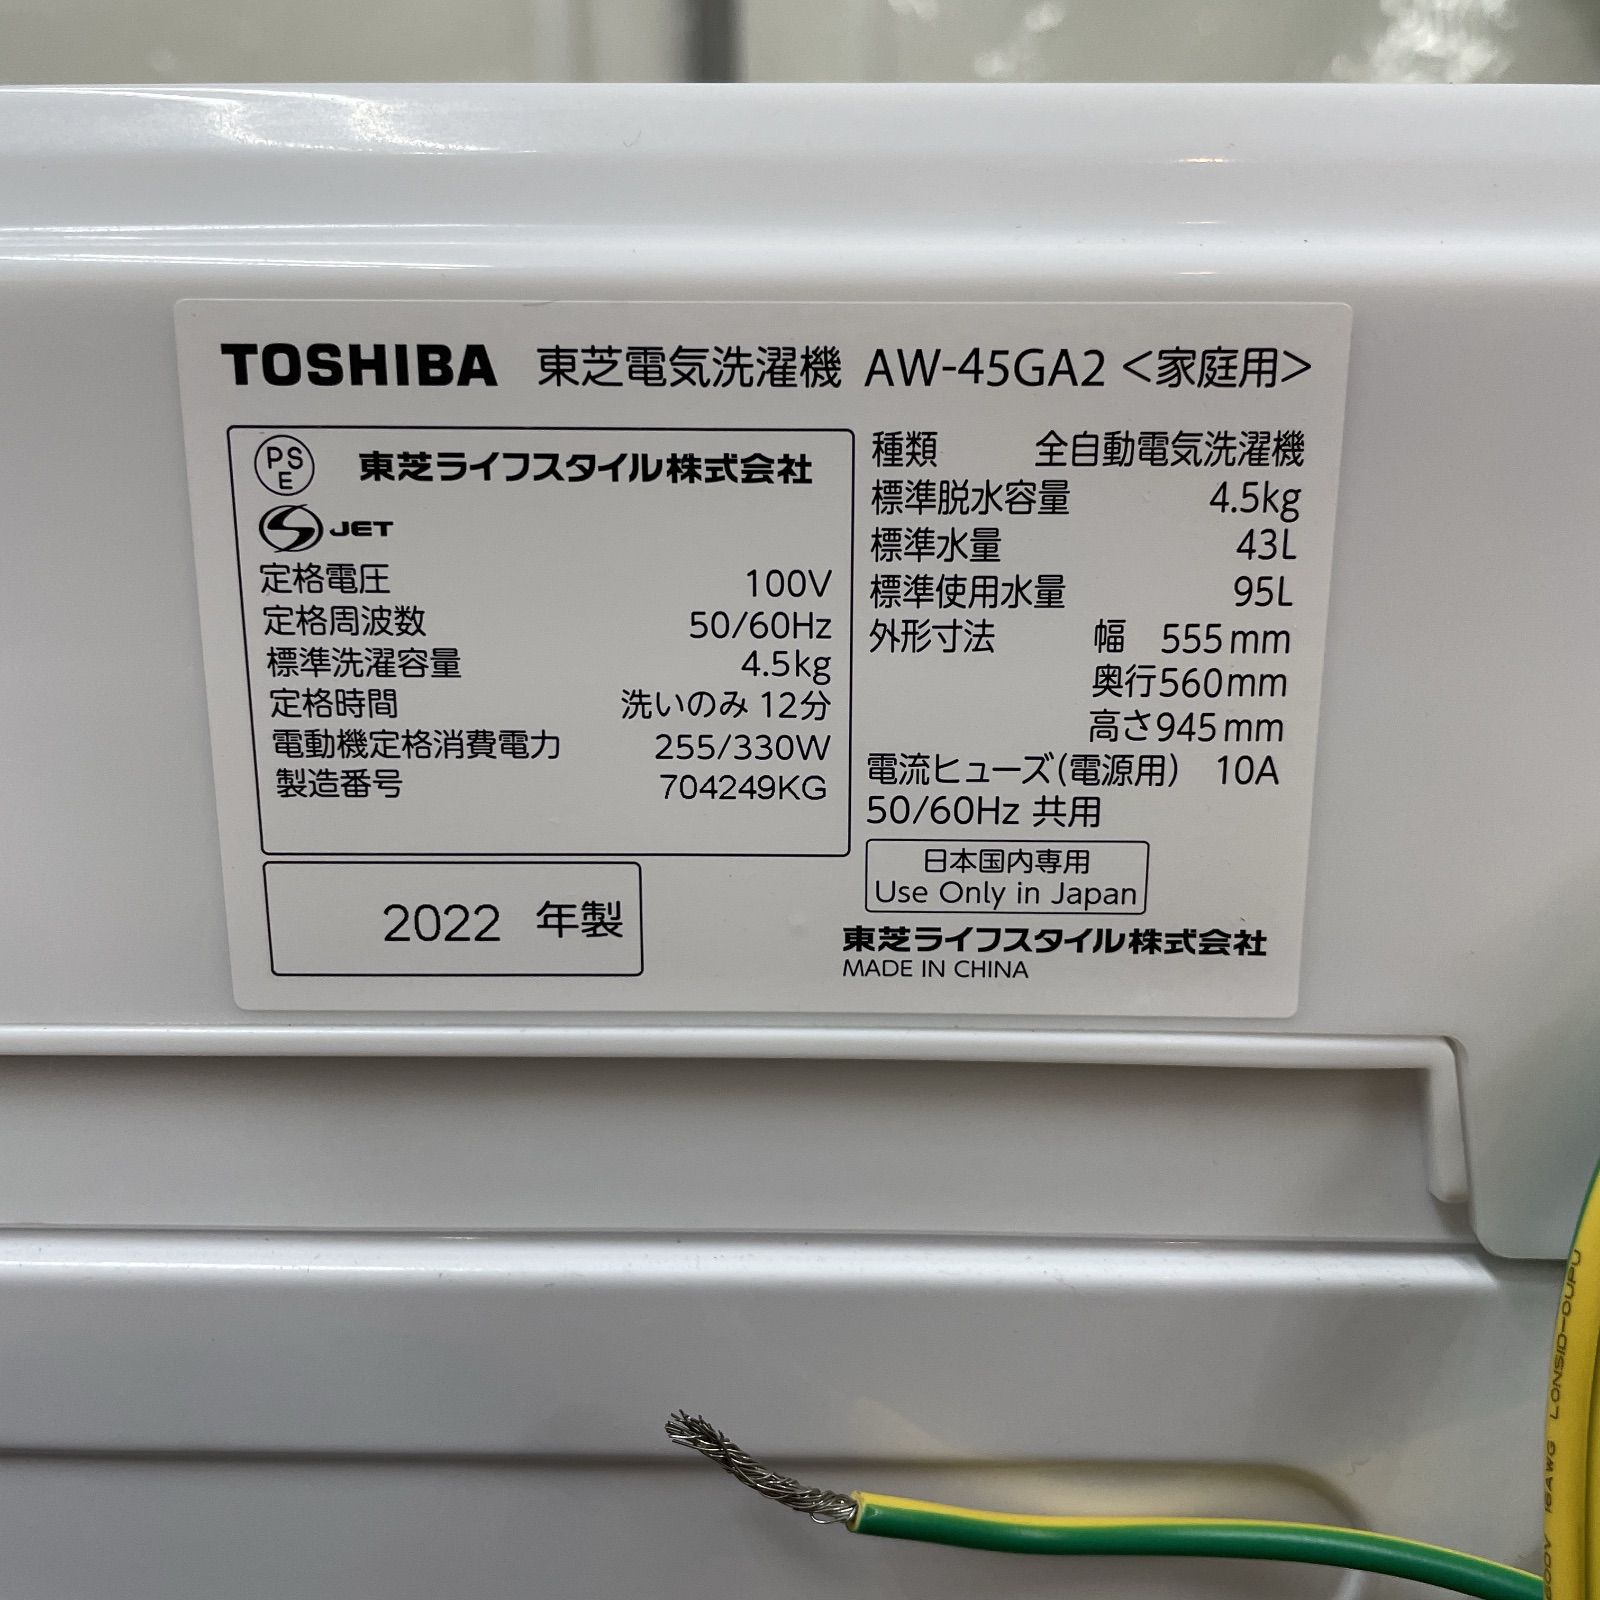 TOSHIBA 東芝電気洗濯機 AW-45GA2 <家庭用>
PSE 東芝ライフスタイル株式会社
S JET
定格電圧 100V
定格周波数 50/60Hz
標準洗濯容量 4.5kg
定格時間 洗いのみ 12分
電動機定格消費電力 255/330W
製造番号 704249KG
2022 年製
種類 全自動電気洗濯機
標準脱水容量 4.5kg
標準水量 43L
標準使用水量 95L
外形寸法 幅 555mm
奥行560mm
高さ945mm
電流ヒューズ(電源用) 10A
50/60Hz 共用
日本国内専用
Use Only in Japan
東芝ライフスタイル株式会社
MADE IN CHINA
16AWG LONSID-DUPU